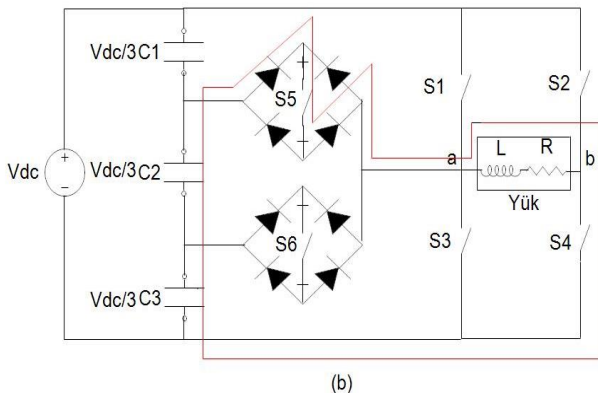 Vdc/3 C1
S5
S1
S2
Vdc
+
−
Vdc/3 C2
a
L
R
b
Yük
S6
S3
S4
Vdc/3 C3
(b)